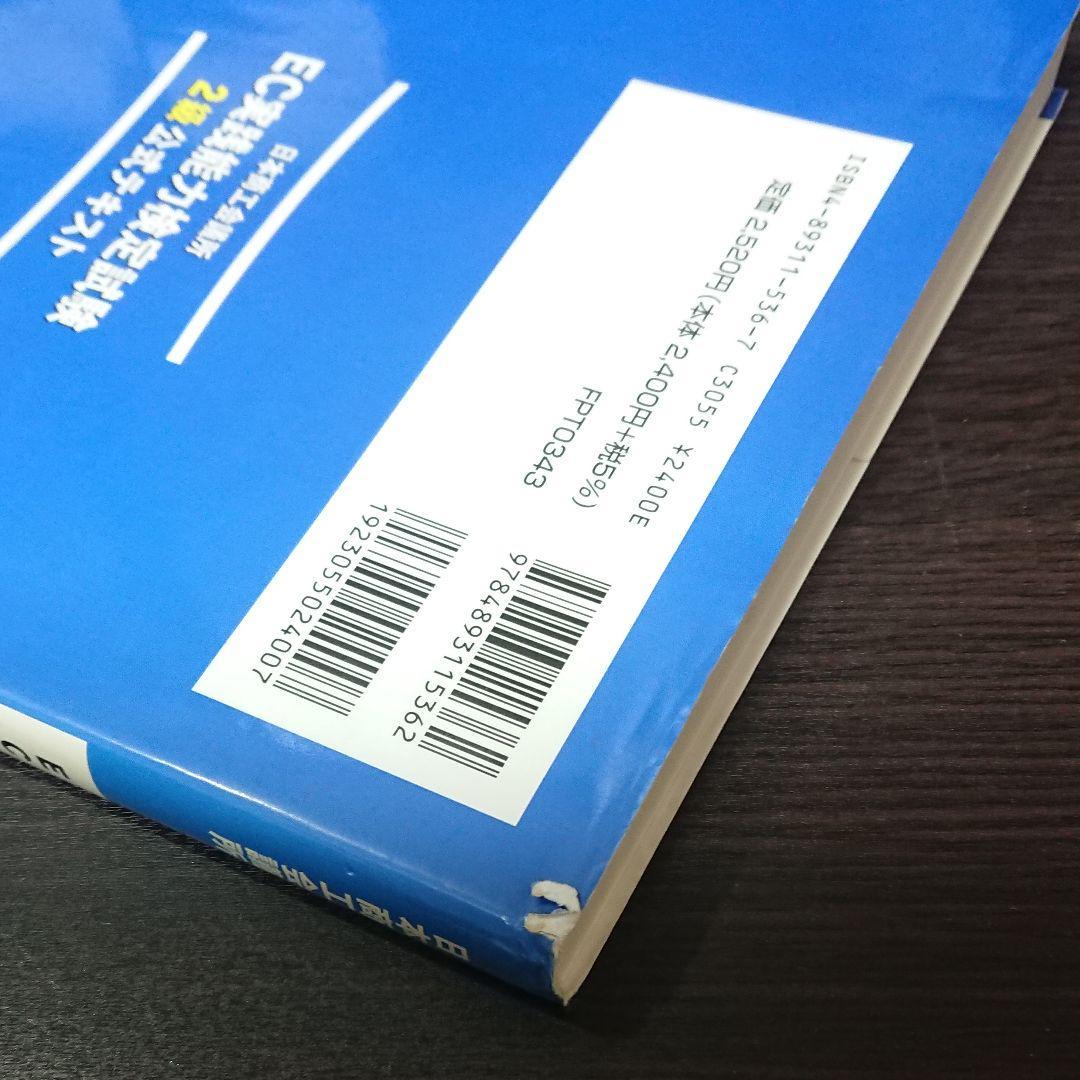 日本商工会議所
EC実践能力検定試験
2級/公式テキスト
ISBN4-89311-536-7 C3055 ¥2400E
定価2,520円(本体2,400円+税5%)
FPT0343
9784893115362
1923055024007
日本商工会議所
E